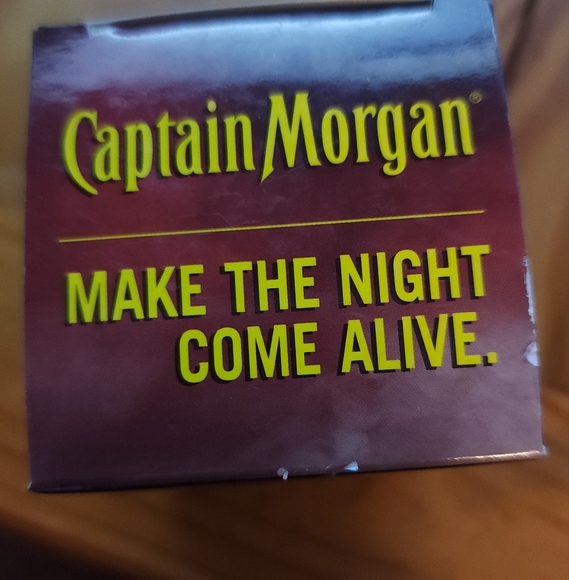 Captain Morgan®
MAKE THE NIGHT
COME ALIVE.